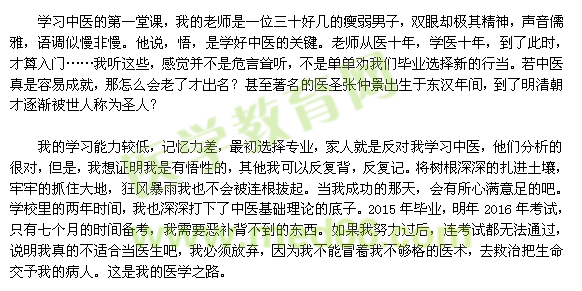 学习中医的第一堂课，我的老师是一位三十好几的瘦弱男子，双眼却极其精神，声音儒
雅，语调似慢非慢。他说，悟，是学好中医的关键。老师从医十年，学医十年，到了此时，
才算入门……我听这些，感觉并不是危言耸听，不是单单劝我们毕业选择新的行当。若中医
真是容易成就，那怎么会老了才出名？甚至著名的医圣张仲景出生于东汉年间，到了明清朝
才逐渐被世人称为圣人？
我的学习能力较低，记忆力差，最初选择专业，家人就是反对我学习中医，他们分析的
很对，但是，我想证明我是有悟性的，其他我可以反复背，反复记。将树根深深的扎进土壤，
牢牢的抓住大地，狂风暴雨我也不会被连根拔起。当我成功的那天，会有所心满意足的吧。
学校里的两年时间，我也深深打下了中医基础理论的底子。2015 年毕业，明年 2016 年考试，
只有七个月的时间备考，我需要恶补背不到的东西。如果我努力过后，连考试都无法通过，
说明我真的不适合当医生吧，我必须放弃，因为我不能冒着我不够格的医术，去救治把生命
交予我的病人。这是我的医学之路。
医学教育网
www.med66.com